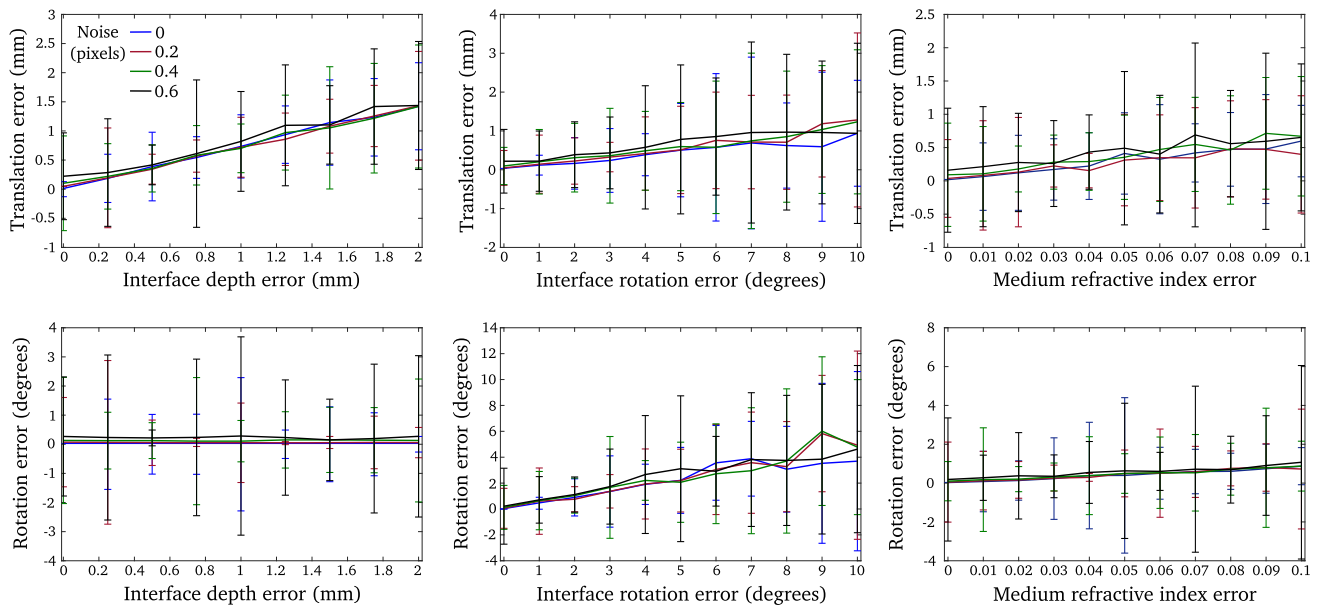 Translation error (mm)
3
2.5
2
1.5
1
0.5
0
-0.5
-1
Noise
(pixels)
0
0.2
0.4
0.6
0 0.2 0.4 0.6 0.8 1 1.2 1.4 1.6 1.8 2
Interface depth error (mm)
Translation error (mm)
4
3
2
1
0
-1
-2
0 1 2 3 4 5 6 7 8 9 10
Interface rotation error (degrees)
Translation error (mm)
2.5
2
1.5
1
0.5
0
-0.5
-1
0 0.01 0.02 0.03 0.04 0.05 0.06 0.07 0.08 0.09 0.1
Medium refractive index error
Rotation error (degrees)
4
3
2
1
0
-1
-2
-3
-4
0 0.2 0.4 0.6 0.8 1 1.2 1.4 1.6 1.8 2
Interface depth error (mm)
Rotation error (degrees)
14
12
10
8
6
4
2
0
-2
-4
0 1 2 3 4 5 6 7 8 9 10
Interface rotation error (degrees)
Rotation error (degrees)
8
6
4
2
0
-2
-4
0 0.01 0.02 0.03 0.04 0.05 0.06 0.07 0.08 0.09 0.1
Medium refractive index error